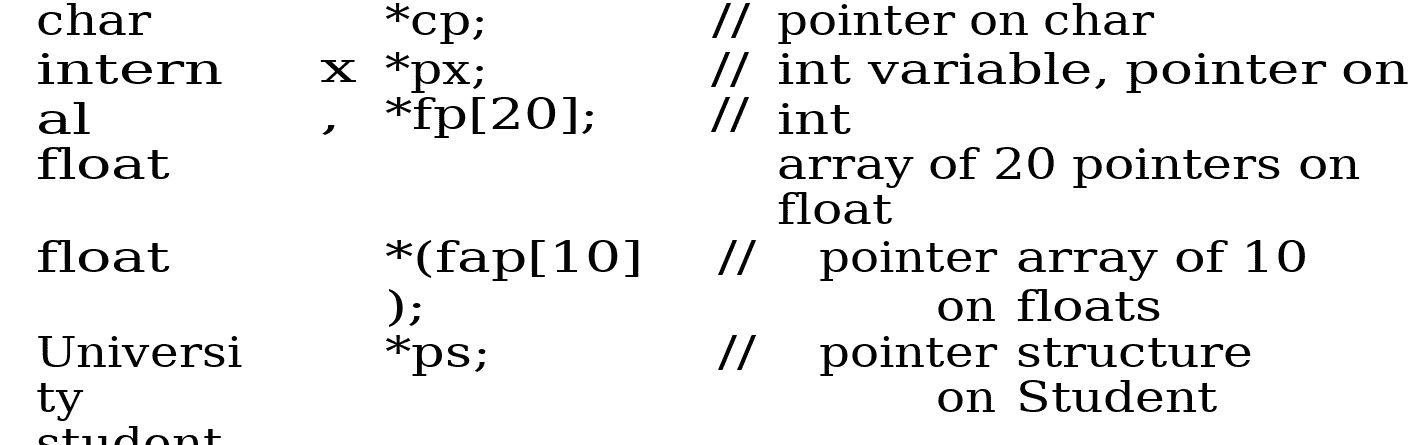 char *cp; // pointer on char
intern x *px; // int variable, pointer on
al , *fp[20]; // int
float array of 20 pointers on
float
float *(fap[10] // pointer array of 10
); on floats
Universi *ps; // pointer structure
ty on Student
student